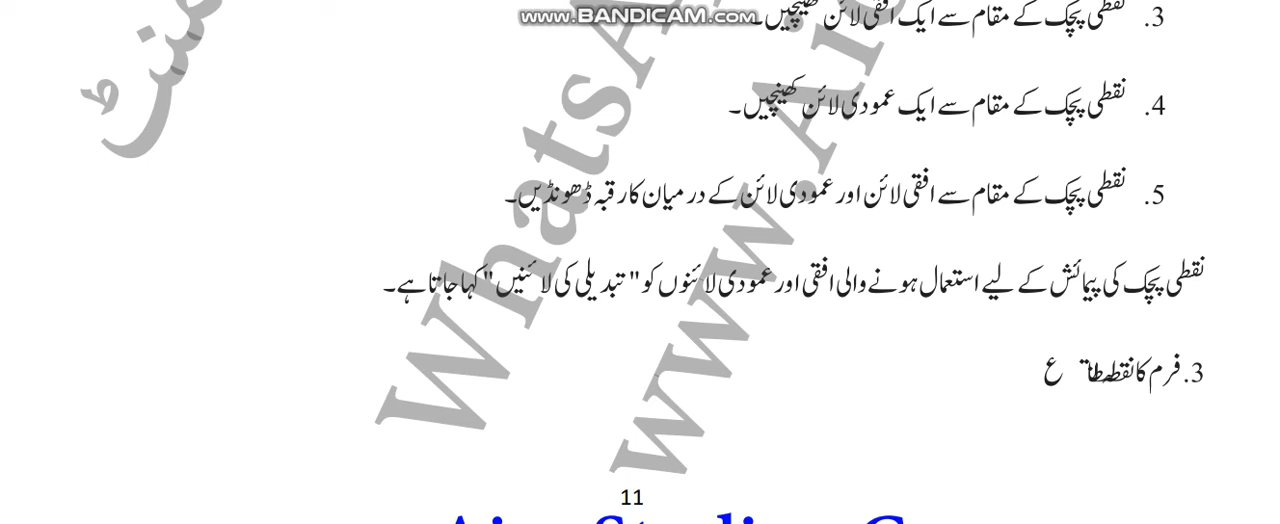 WWW.BANDICAM.COM
3. نقطی پچک کے مقام سے ایک افقی لائن کھینچیں۔
4. نقطی پچک کے مقام سے ایک عمودی لائن کھینچیں۔
5. نقطی پچک کے مقام سے افقی لائن اور عمودی لائن کے درمیان کا رقبہ ڈھونڈیں۔
نقطی پچک کی پیمائش کے لیے استعمال ہونے والی افقی اور عمودی لائنوں کو "تبدیلی کی لائنیں" کہا جاتا ہے۔
3. فرم کا نقطہ
11